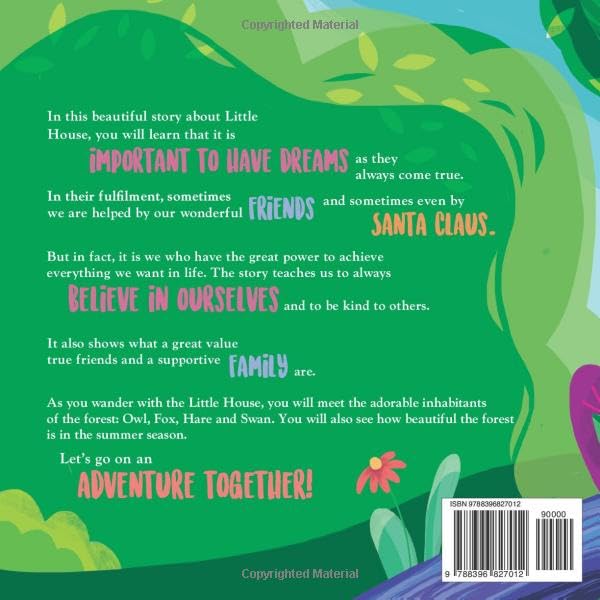 Copyrighted Material
In this beautiful story about Little
House, you will learn that it is
IMPORTANT TO HAVE DREAMS as they
always come true.
In their fulfilment, sometimes
we are helped by our wonderful FRIENDS and sometimes even by
SANTA CLAUS.
But in fact, it is we who have the great power to achieve
everything we want in life. The story teaches us to always
BELIEVE IN OURSELVES and to be kind to others.
It also shows what a great value
true friends and a supportive FAMILY are.
As you wander with the Little House, you will meet the adorable inhabitants
of the forest: Owl, Fox, Hare and Swan. You will also see how beautiful the forest
is in the summer season.
Let's go on an
ADVENTURE TOGETHER!
ISBN 9788396827012
90000
9 788396 827012
Copyrighted Material